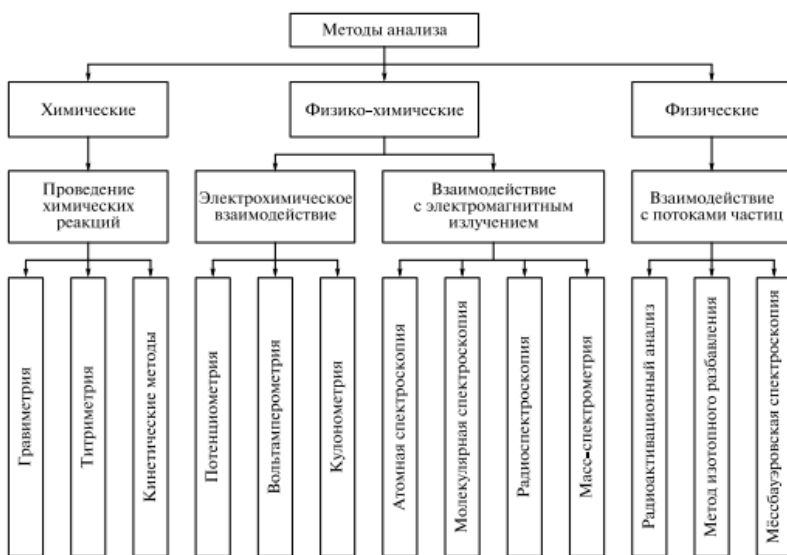 Методы анализа
Химические
Физико-химические
Физические
Проведение
химических
реакций
Электрохимическое
взаимодействие
Взаимодействие
с электромагнитным
излучением
Взаимодействие
с потоками частиц
Гравиметрия
Титриметрия
Кинетические методы
Потенциометрия
Вольтамперометрия
Кулонометрия
Атомная спектроскопия
Молекулярная спектроскопия
Радиоспектроскопия
Масс-спектрометрия
Радиоактивационный анализ
Метод изотопного разбавления
Мёссбауэровская спектроскопия